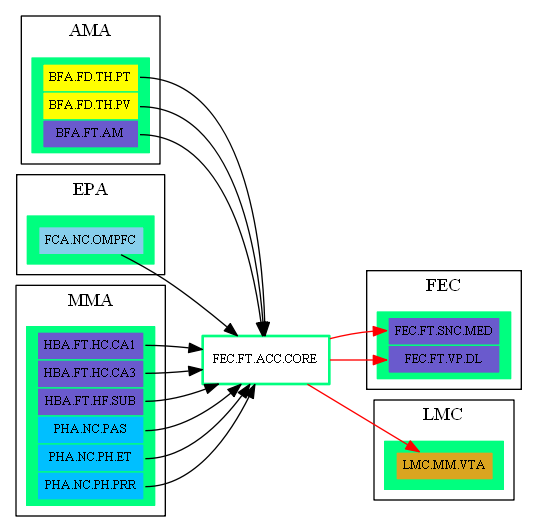 AMA
BFA.FD.TH.PT
BFA.FD.TH.PV
BFA.FT.AM
EPA
FCA.NC.OMPFC
MMA
HBA.FT.HC.CA1
HBA.FT.HC.CA3
HBA.FT.HF.SUB
PHA.NC.PAS
PHA.NC.PH.ET
PHA.NC.PH.PRR
FEC.FT.ACC.CORE
FEC
FEC.FT.SNC.MED
FEC.FT.VP.DL
LMC
LMC.MM.VTA